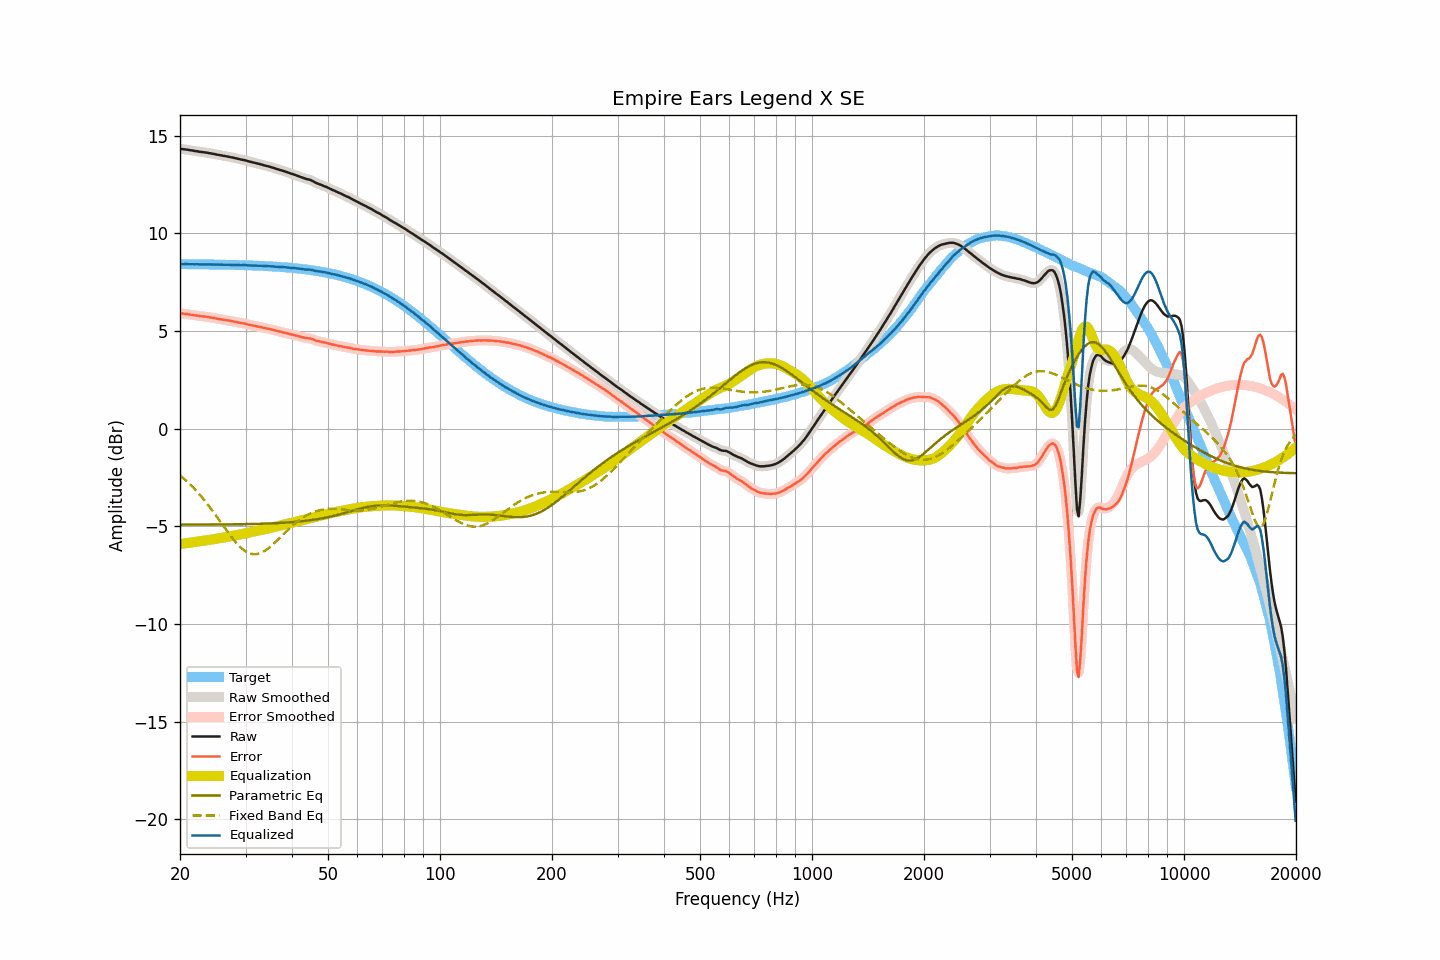 Empire Ears Legend X SE
15
10
5
0
−5
−10
−15
−20
Amplitude (dBr)
Target
Raw Smoothed
Error Smoothed
Raw
Error
Equalization
Parametric Eq
Fixed Band Eq
Equalized
20 50 100 200 500 1000 2000 5000 10000 20000
Frequency (Hz)